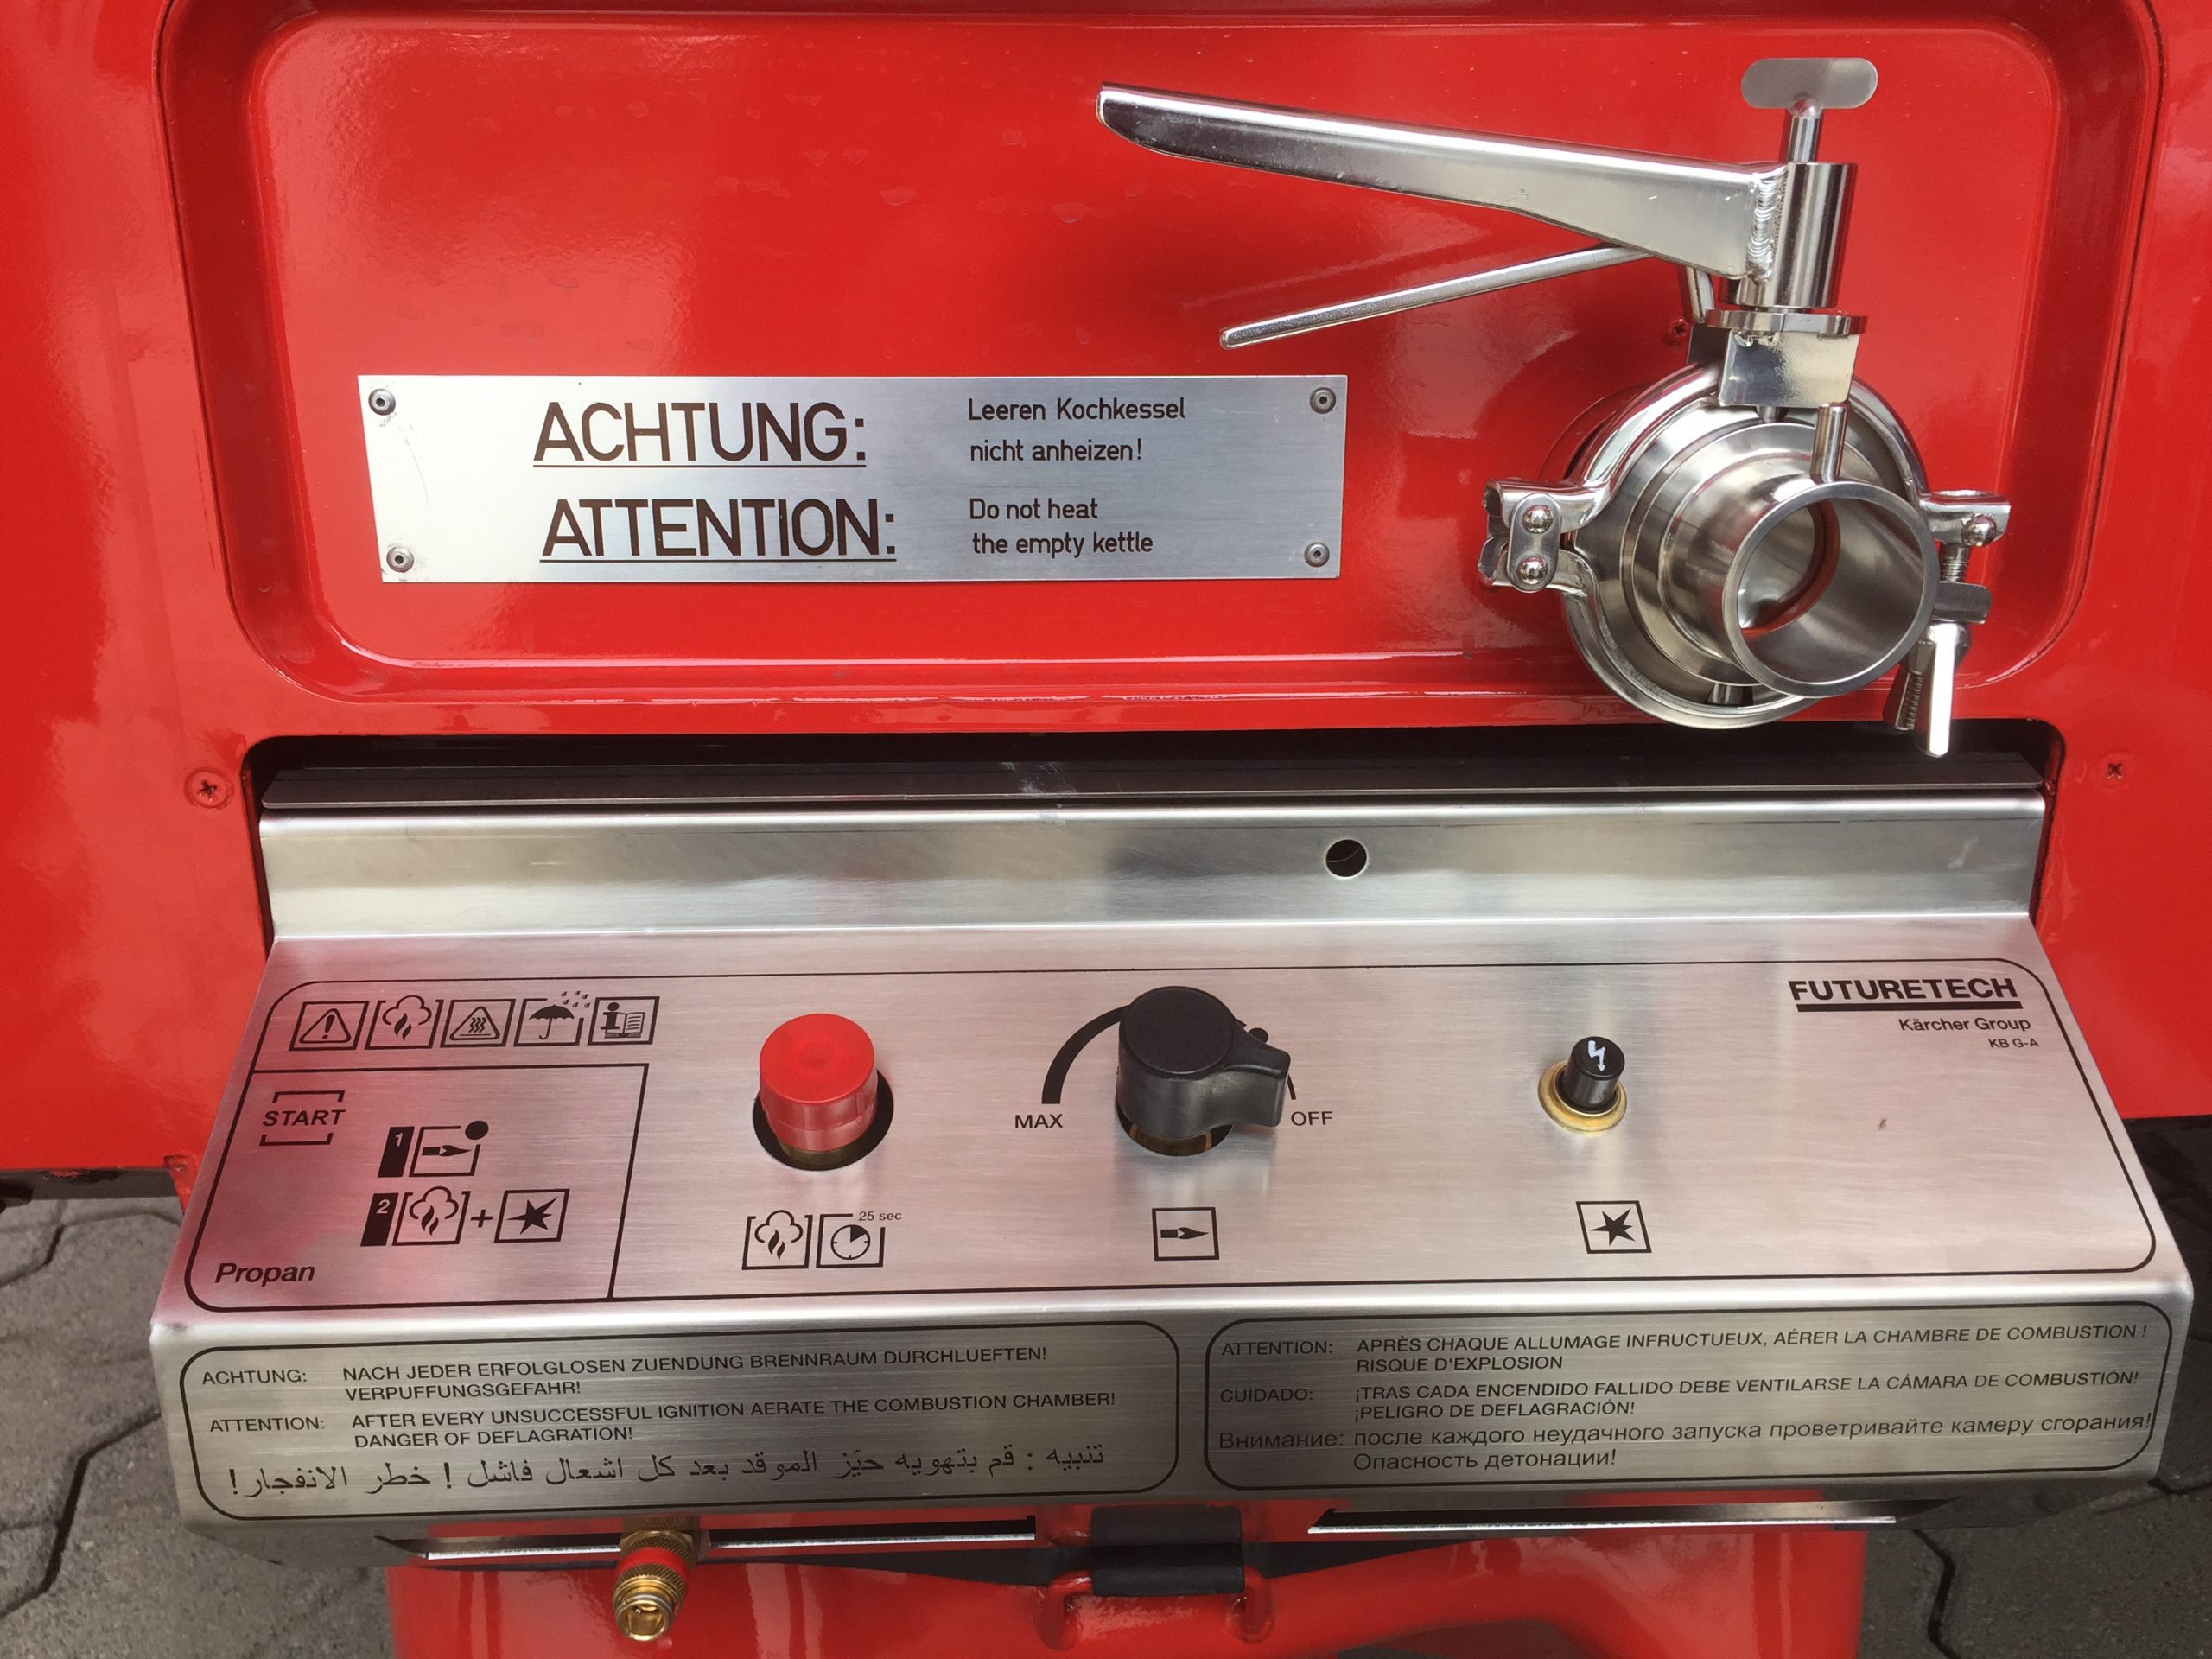 ACHTUNG: Leeren Kochkessel
nicht anheizen!
ATTENTION: Do not heat
the empty kettle
FUTURETECH
Kärcher Group
KB G-A
START
1
2
+
Propan
25 sec
MAX
OFF
ACHTUNG: NACH JEDER ERFOLGLOSEN ZUENDUNG BRENNRAUM DURCHLUEFTEN!
VERPUFFUNGSGEFAHR!
ATTENTION: AFTER EVERY UNSUCCESSFUL IGNITION AERATE THE COMBUSTION CHAMBER!
DANGER OF DEFLAGRATION!
تنبيه : قم بتهويه حيّز الموقد بعد كل اشعال فاشل ! خطر الانفجار!
ATTENTION: APRÈS CHAQUE ALLUMAGE INFRUCTUEUX, AÉRER LA CHAMBRE DE COMBUSTION !
RISQUE D'EXPLOSION
CUIDADO: ¡TRAS CADA ENCENDIDO FALLIDO DEBE VENTILARSE LA CÁMARA DE COMBUSTIÓN!
¡PELIGRO DE DEFLAGRACIÓN!
Внимание: после каждого неудачного запуска проветривайте камеру сгорания!
Опасность детонации!